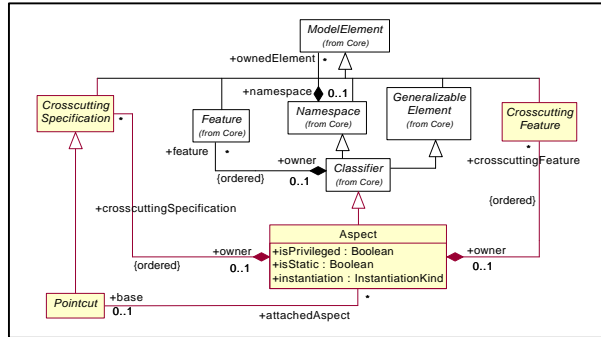 ModelElement
(from Core)
+ownedElement
*
+namespace
0..1
Crosscutting
Specification
*
Feature
(from Core)
Namespace
(from Core)
Generalizable
Element
(from Core)
Crosscutting
Feature
*
+feature
*
+owner
+crosscuttingFeature
Classifier
(from Core)
{ordered}
0..1
{ordered}
+crosscuttingSpecification
Aspect
+isPrivileged : Boolean
+isStatic : Boolean
+instantiation : InstantiationKind
+owner
{ordered}
0..1
+owner
0..1
Pointcut
+base
0..1
*
+attachedAspect